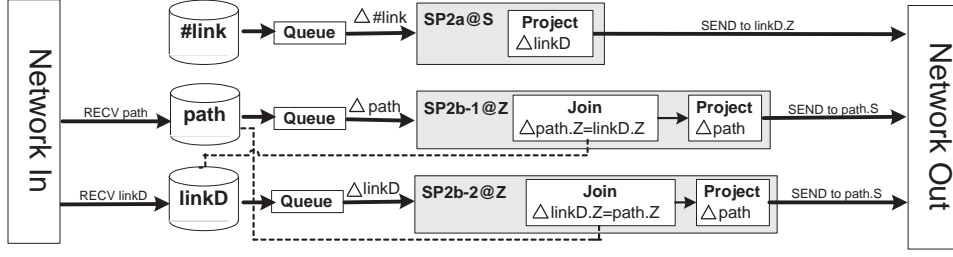 Network In
#link
Queue
△#link
SP2a@S
Project
△linkD
SEND to linkD.Z
RECV path
path
Queue
△path
SP2b-1@Z
Join
△path.Z=linkD.Z
Project
△path
SEND to path.S
RECV linkD
linkD
Queue
△linkD
SP2b-2@Z
Join
△linkD.Z=path.Z
Project
△path
SEND to path.S
Network Out